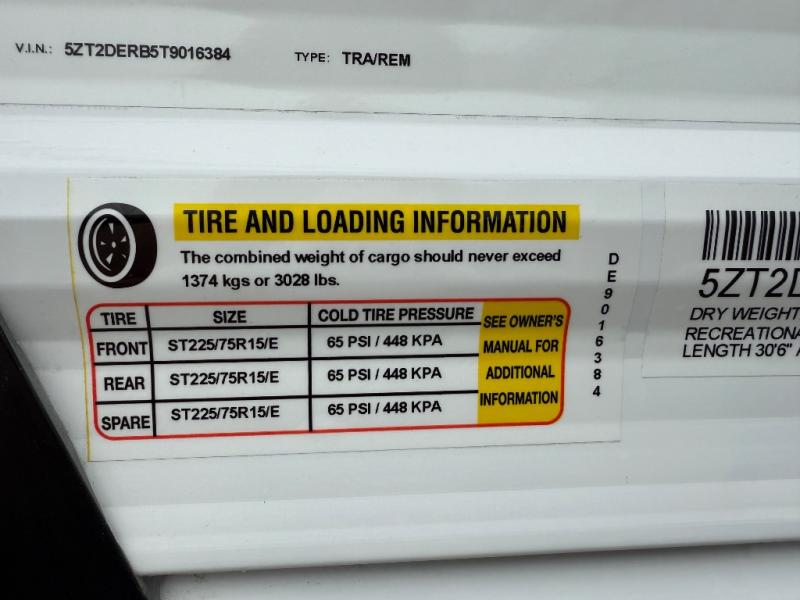 V.I.N.: 5ZT2DERB5T9016384 TYPE: TRA/REM
TIRE AND LOADING INFORMATION
The combined weight of cargo should never exceed
1374 kgs or 3028 lbs.
TIRE SIZE COLD TIRE PRESSURE
FRONT ST225/75R15/E 65 PSI / 448 KPA
REAR ST225/75R15/E 65 PSI / 448 KPA
SPARE ST225/75R15/E 65 PSI / 448 KPA
SEE OWNER'S
MANUAL FOR
ADDITIONAL
INFORMATION
DE9016384
5ZT2D
DRY WEIGHT
RECREATIONA
LENGTH 30'6"